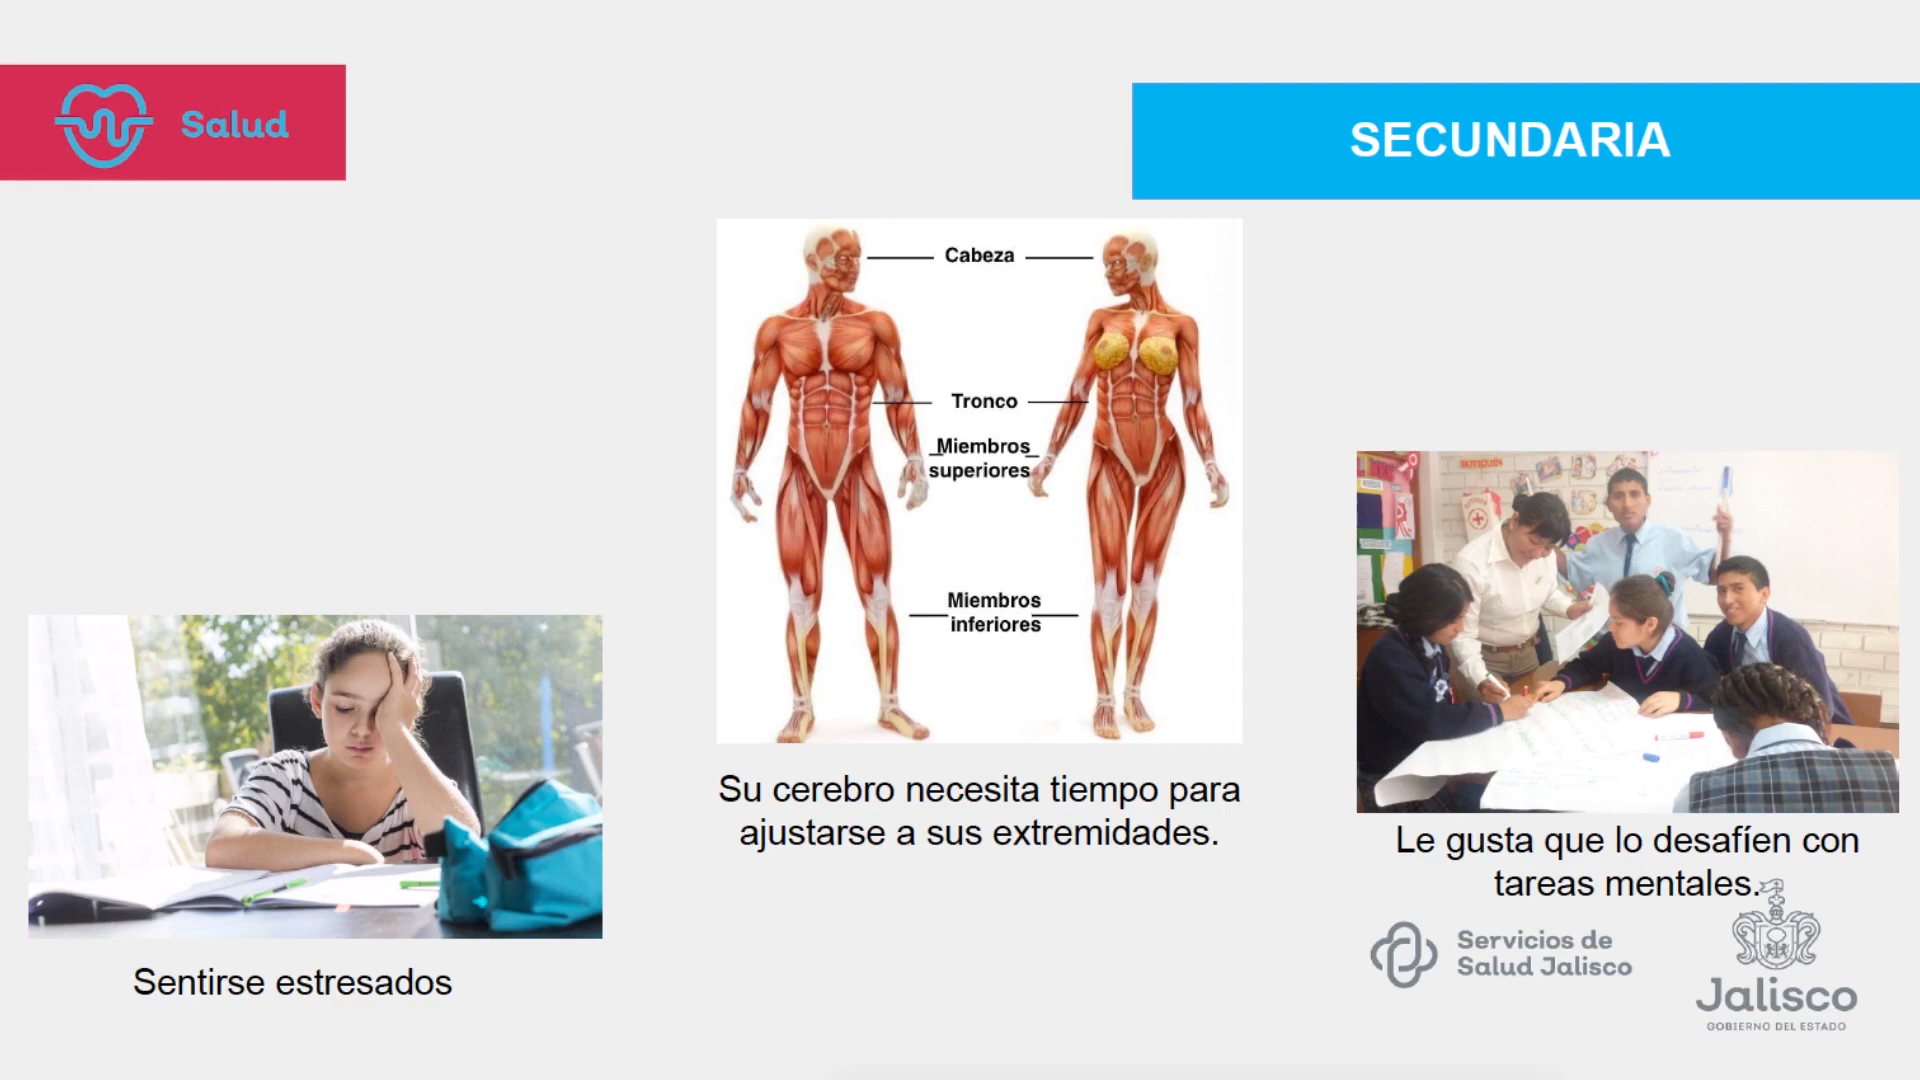 Salud
SECUNDARIA
Cabeza
Tronco
Miembros
superiores
Miembros
inferiores
BOTIQUIN
Su cerebro necesita tiempo para
ajustarse a sus extremidades.
Le gusta que lo desafíen con
tareas mentales.
Sentirse estresados
Servicios de
Salud Jalisco
Jalisco
GOBIERNO DEL ESTADO